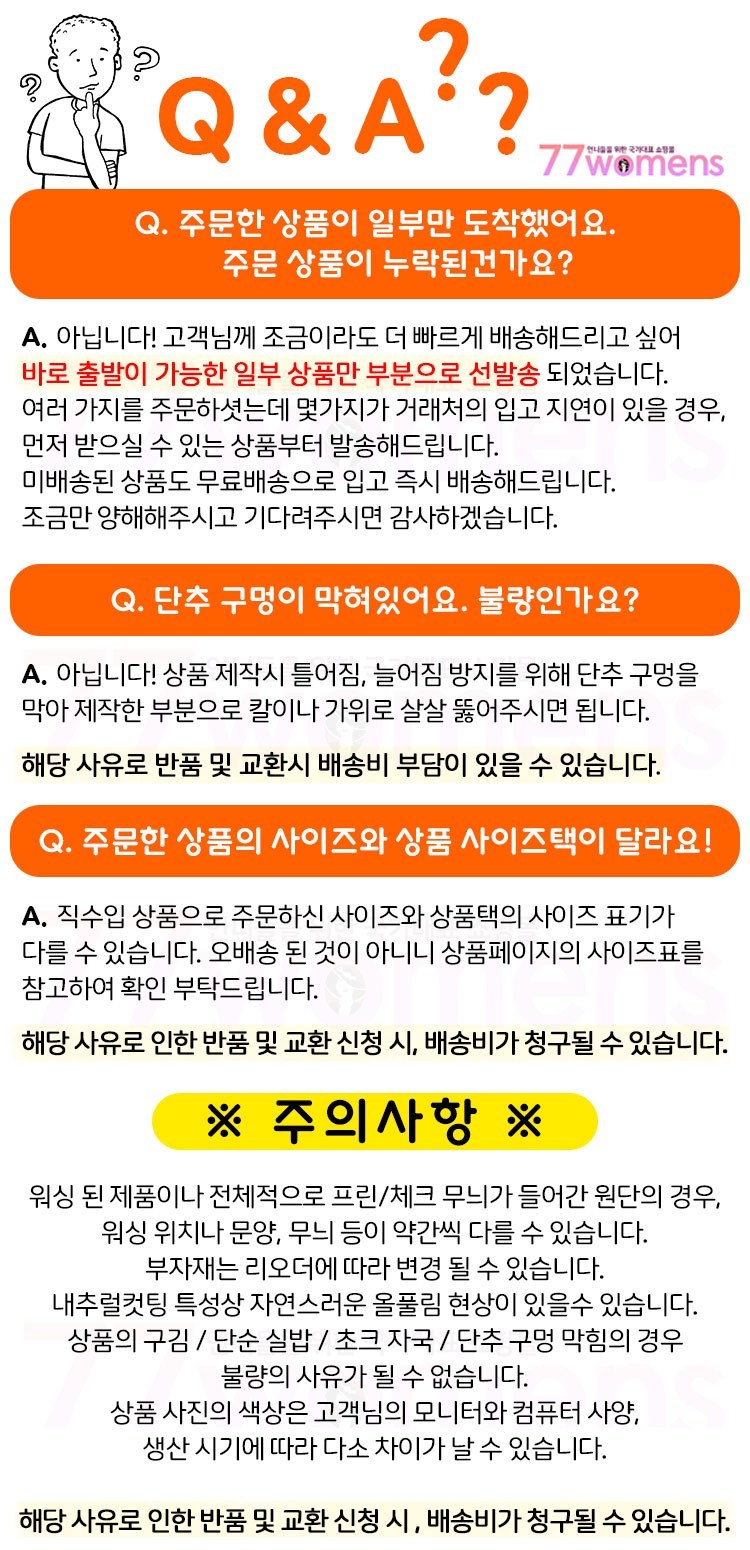 ? ?
Q & A ? ?
언니들을 위한 국가대표 쇼핑몰
77womens
Q. 주문한 상품이 일부만 도착했어요.
주문 상품이 누락된건가요?
A. 아닙니다! 고객님께 조금이라도 더 빠르게 배송해드리고 싶어
바로 출발이 가능한 일부 상품만 부분으로 선발송 되었습니다.
여러 가지를 주문하셧는데 몇가지가 거래처의 입고 지연이 있을 경우,
먼저 받으실 수 있는 상품부터 발송해드립니다.
미배송된 상품도 무료배송으로 입고 즉시 배송해드립니다.
조금만 양해해주시고 기다려주시면 감사하겠습니다.
Q. 단추 구멍이 막혀있어요. 불량인가요?
A. 아닙니다! 상품 제작시 틀어짐, 늘어짐 방지를 위해 단추 구멍을
막아 제작한 부분으로 칼이나 가위로 살살 뚫어주시면 됩니다.
해당 사유로 반품 및 교환시 배송비 부담이 있을 수 있습니다.
Q. 주문한 상품의 사이즈와 상품 사이즈택이 달라요!
A. 직수입 상품으로 주문하신 사이즈와 상품택의 사이즈 표기가
다를 수 있습니다. 오배송 된 것이 아니니 상품페이지의 사이즈표를
참고하여 확인 부탁드립니다.
해당 사유로 인한 반품 및 교환 신청 시, 배송비가 청구될 수 있습니다.
※ 주의사항 ※
워싱 된 제품이나 전체적으로 프린/체크 무늬가 들어간 원단의 경우,
워싱 위치나 문양, 무늬 등이 약간씩 다를 수 있습니다.
부자재는 리오더에 따라 변경 될 수 있습니다.
내추럴컷팅 특성상 자연스러운 올풀림 현상이 있을수 있습니다.
상품의 구김 / 단순 실밥 / 초크 자국 / 단추 구멍 막힘의 경우
불량의 사유가 될 수 없습니다.
상품 사진의 색상은 고객님의 모니터와 컴퓨터 사양,
생산 시기에 따라 다소 차이가 날 수 있습니다.
해당 사유로 인한 반품 및 교환 신청 시 , 배송비가 청구될 수 있습니다.